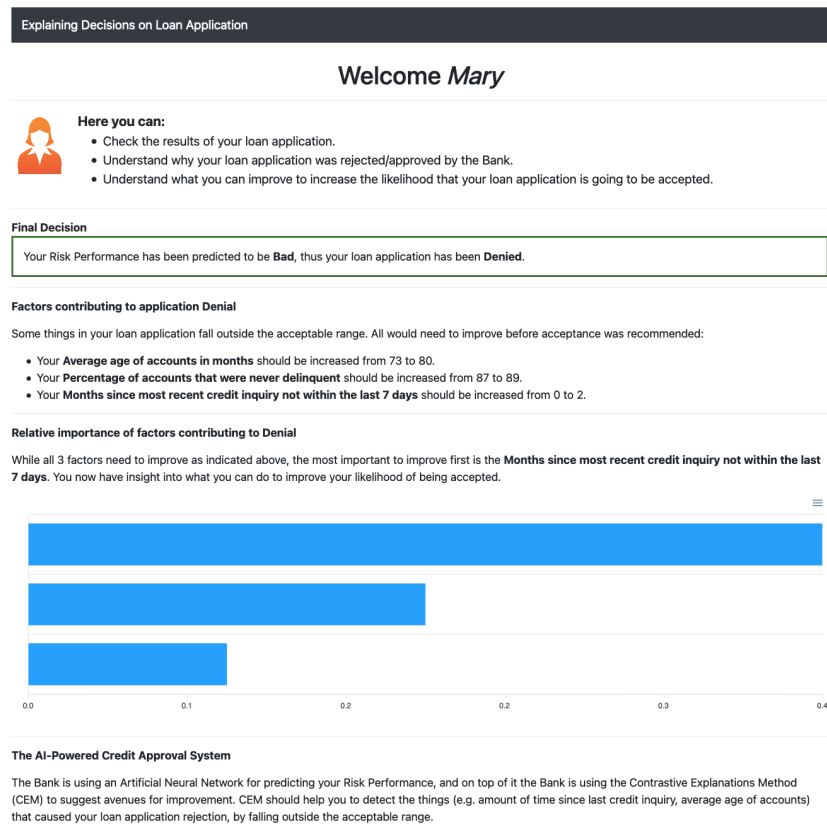 Explaining Decisions on Loan Application
Welcome Mary
Here you can:
• Check the results of your loan application.
• Understand why your loan application was rejected/approved by the Bank.
• Understand what you can improve to increase the likelihood that your loan application is going to be accepted.
Final Decision
Your Risk Performance has been predicted to be Bad, thus your loan application has been Denied.
Factors contributing to application Denial
Some things in your loan application fall outside the acceptable range. All would need to improve before acceptance was recommended:
• Your Average age of accounts in months should be increased from 73 to 80.
• Your Percentage of accounts that were never delinquent should be increased from 87 to 89.
• Your Months since most recent credit inquiry not within the last 7 days should be increased from 0 to 2.
Relative importance of factors contributing to Denial
While all 3 factors need to improve as indicated above, the most important to improve first is the Months since most recent credit inquiry not within the last
7 days. You now have insight into what you can do to improve your likelihood of being accepted.
0.0 0.1 0.2 0.2 0.3 0.4
The AI-Powered Credit Approval System
The Bank is using an Artificial Neural Network for predicting your Risk Performance, and on top of it the Bank is using the Contrastive Explanations Method
(CEM) to suggest avenues for improvement. CEM should help you to detect the things (e.g. amount of time since last credit inquiry, average age of accounts)
that caused your loan application rejection, by falling outside the acceptable range.